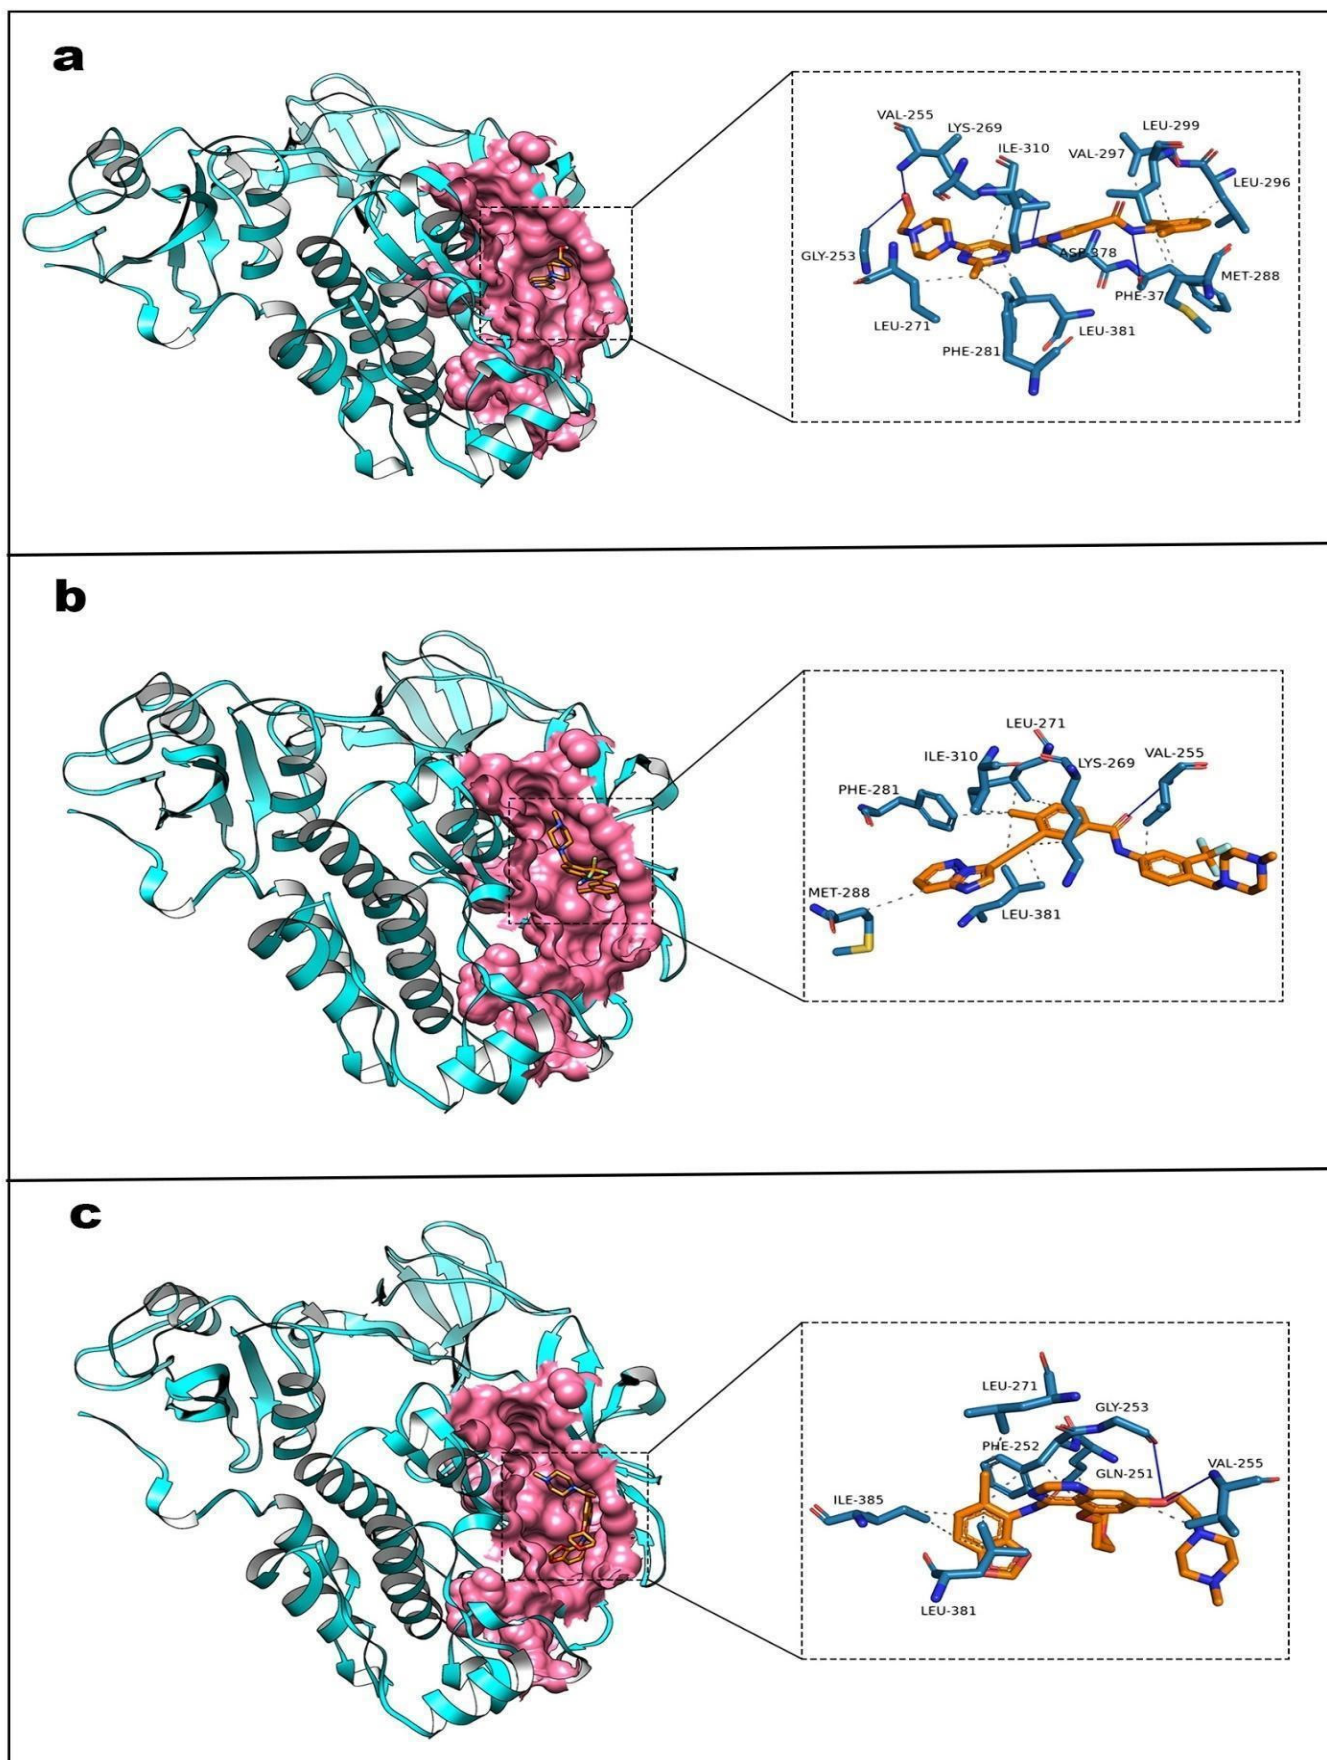 a
VAL-255
LYS-269
ILE-310
LEU-299
VAL-297
LEU-296
GLY-253
ASP-378
MET-288
PHE-37
LEU-271
LEU-381
PHE-281
b
LEU-271
ILE-310
LYS-269
VAL-255
PHE-281
MET-288
LEU-381
c
LEU-271
GLY-253
PHE-252
GLN-251
VAL-255
ILE-385
LEU-381